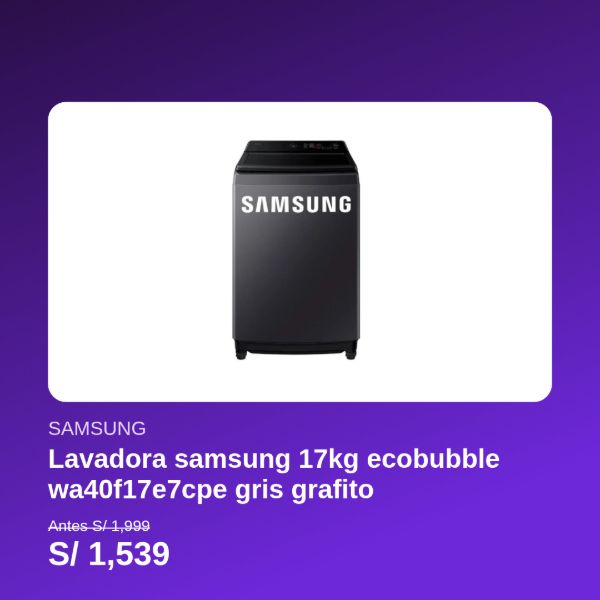 SAMSUNG
SAMSUNG
Lavadora samsung 17kg ecobubble
wa40f17e7cpe gris grafito
Antes S/ 1,999
S/ 1,539